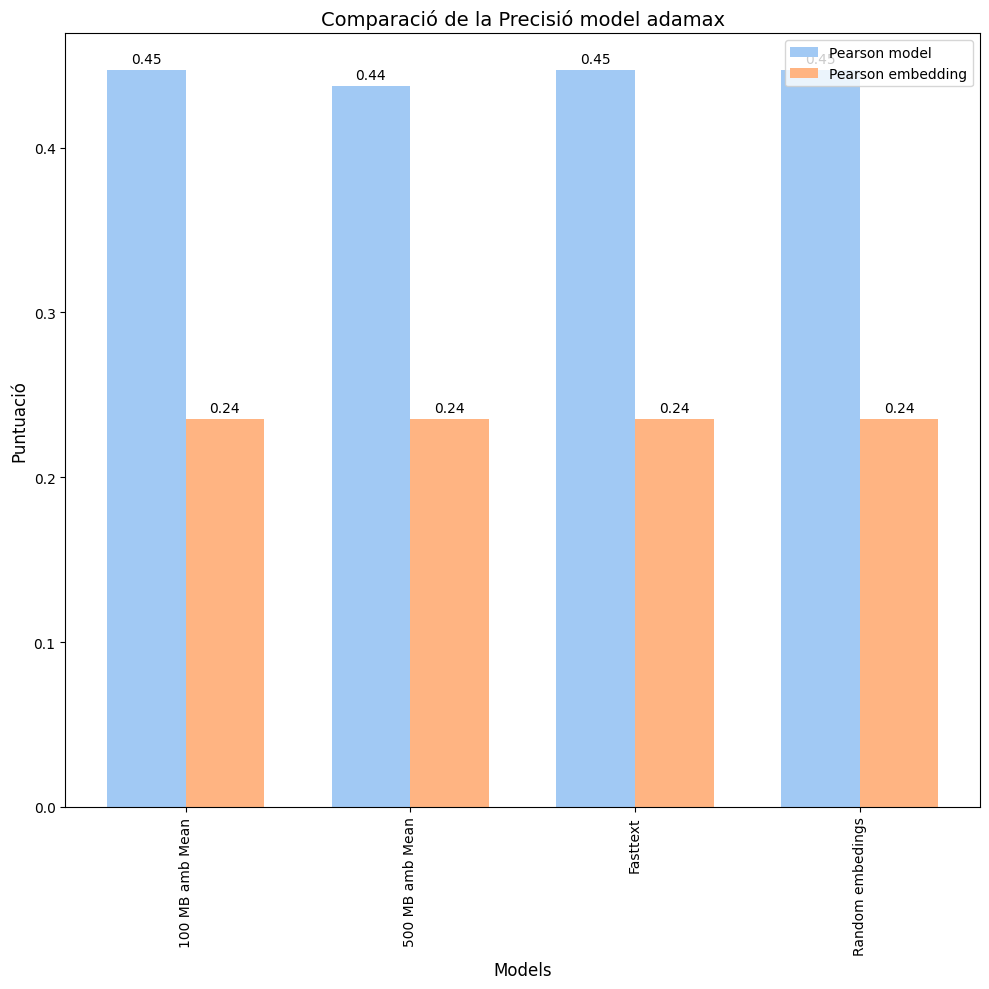 Comparació de la Precisió model adamax
0.45
0.44
0.45
0.45
Pearson model
Pearson embedding
0.24
0.24
0.24
0.24
0.4
0.3
0.2
0.1
0.0
Puntuació
100 MB amb Mean
500 MB amb Mean
Fasttext
Random embedings
Models